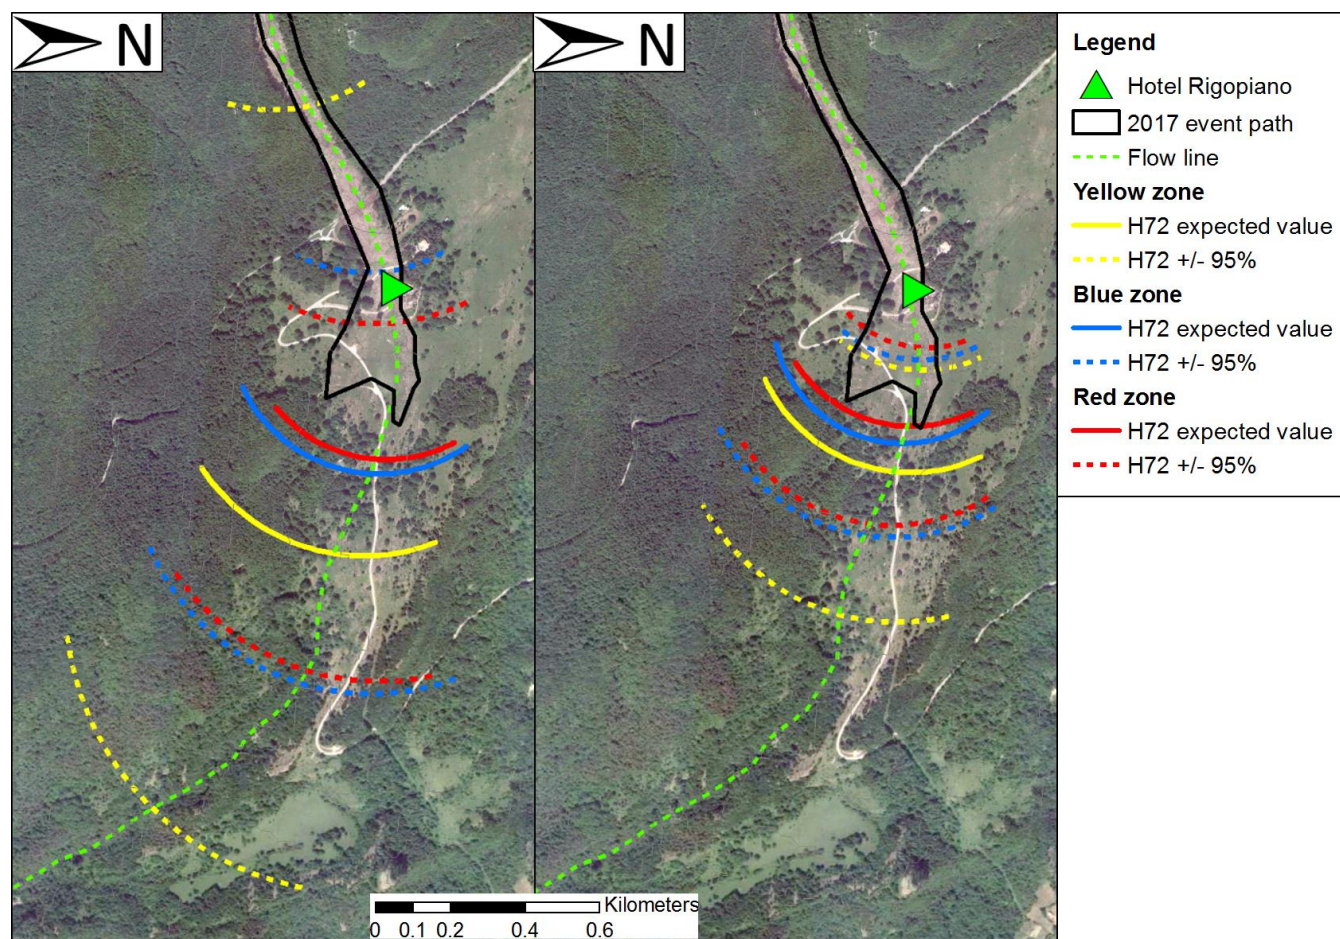 N
N
Legend
Hotel Rigopiano
2017 event path
Flow line
Yellow zone
H72 expected value
H72 +/- 95%
Blue zone
H72 expected value
H72 +/- 95%
Red zone
H72 expected value
H72 +/- 95%
Kilometers
0 0.1 0.2 0.4 0.6